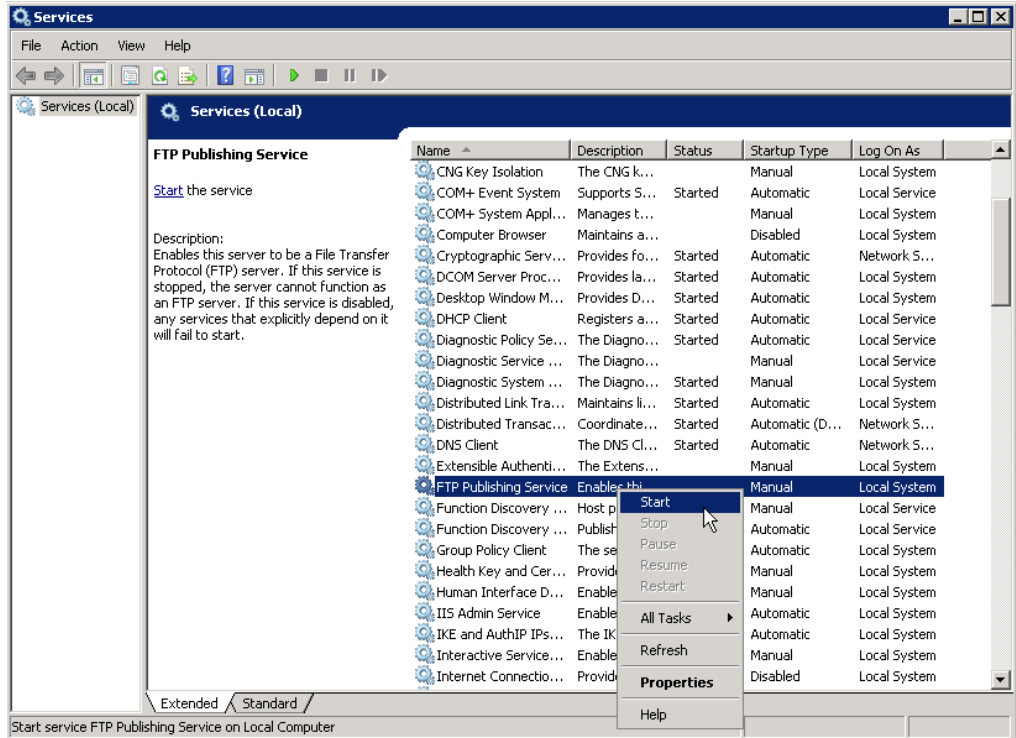 Services
File Action View Help
Services (Local)
Services (Local)
FTP Publishing Service
Start the service
Description:
Enables this server to be a File Transfer
Protocol (FTP) server. If this service is
stopped, the server cannot function as
an FTP server. If this service is disabled,
any services that explicitly depend on it
will fail to start.
Name Description Status Startup Type Log On As
CNG Key Isolation The CNG k... Manual Local System
COM+ Event System Supports S... Started Automatic Local Service
COM+ System Appl... Manages t... Manual Local System
Computer Browser Maintains a... Disabled Local System
Cryptographic Serv... Provides fo... Started Automatic Network S...
DCOM Server Proc... Provides la... Started Automatic Local System
Desktop Window M... Provides D... Started Automatic Local System
DHCP Client Registers a... Started Automatic Local Service
Diagnostic Policy Se... The Diagno... Started Automatic Local Service
Diagnostic Service ... The Diagno... Manual Local Service
Diagnostic System ... The Diagno... Started Manual Local System
Distributed Link Tra... Maintains li... Started Automatic Local System
Distributed Transac... Coordinate... Started Automatic (D... Network S...
DNS Client The DNS Cl... Started Automatic Network S...
Extensible Authenti... The Extens... Manual Local System
FTP Publishing Service Enables thi Manual Local System
Function Discovery ... Host p Manual Local Service
Function Discovery ... Publish Automatic Local Service
Group Policy Client The se Automatic Local System
Health Key and Cer... Provid Manual Local System
Human Interface D... Enable Manual Local System
IIS Admin Service Enable Automatic Local System
IKE and AuthIP IPs... The IK Automatic Local System
Interactive Service... Enable Manual Local System
Internet Connectio... Provid Disabled Local System
Start
Stop
Pause
Resume
Restart
All Tasks
Refresh
Properties
Help
Extended Standard
Start service FTP Publishing Service on Local Computer